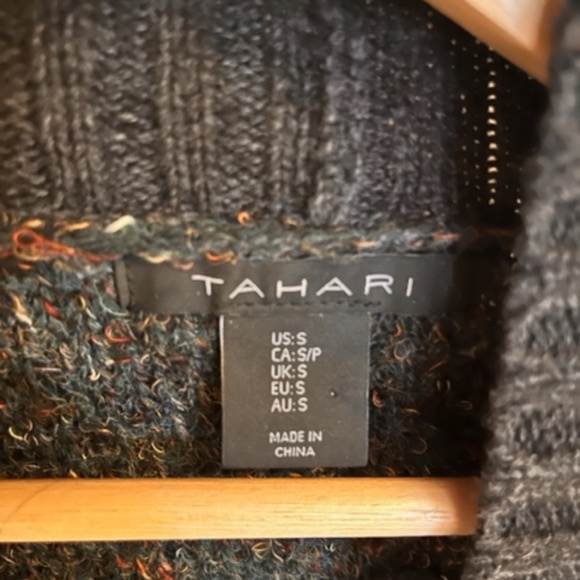 TAHARI
US:S
CA:S/P
UK:S
EU:S
AU:S
MADE IN
CHINA